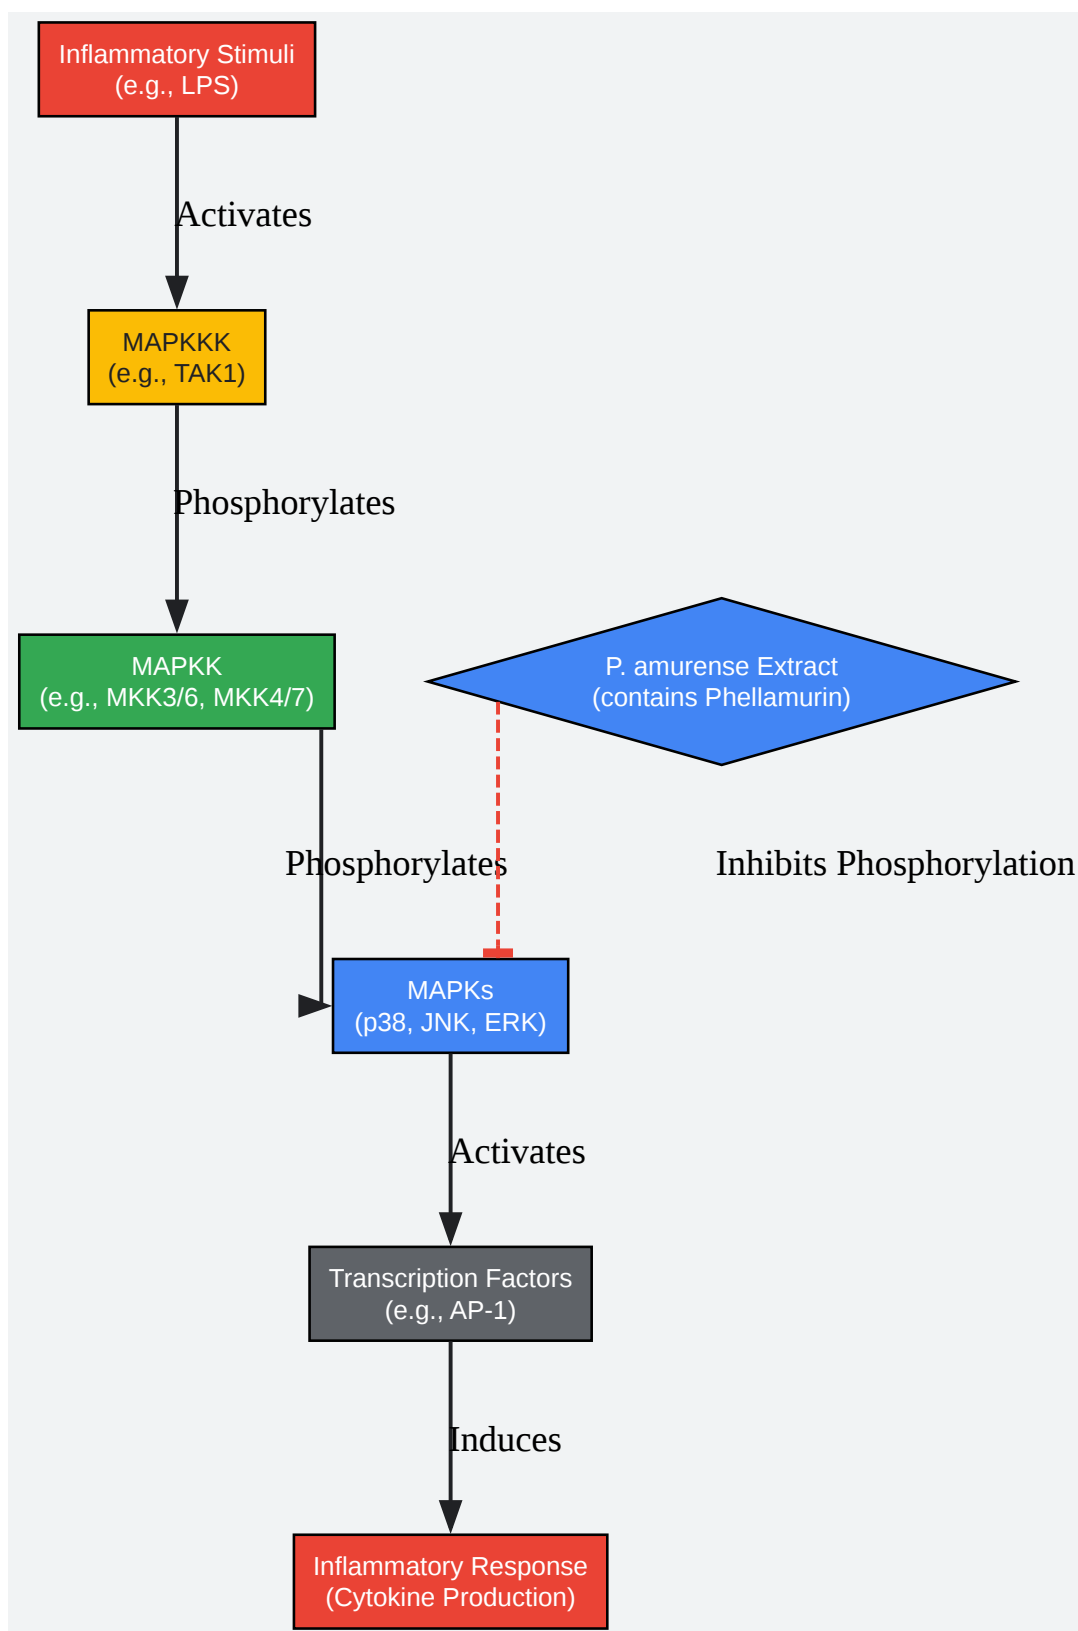 Inflammatory Stimuli
(e.g., LPS)
Activates
MAPKKK
(e.g., TAK1)
Phosphorylates
MAPKK
(e.g., MKK3/6, MKK4/7)
P. amurense Extract
(contains Phellamurin)
Phosphorylates
Inhibits Phosphorylation
MAPKs
(p38, JNK, ERK)
Activates
Transcription Factors
(e.g., AP-1)
Induces
Inflammatory Response
(Cytokine Production)